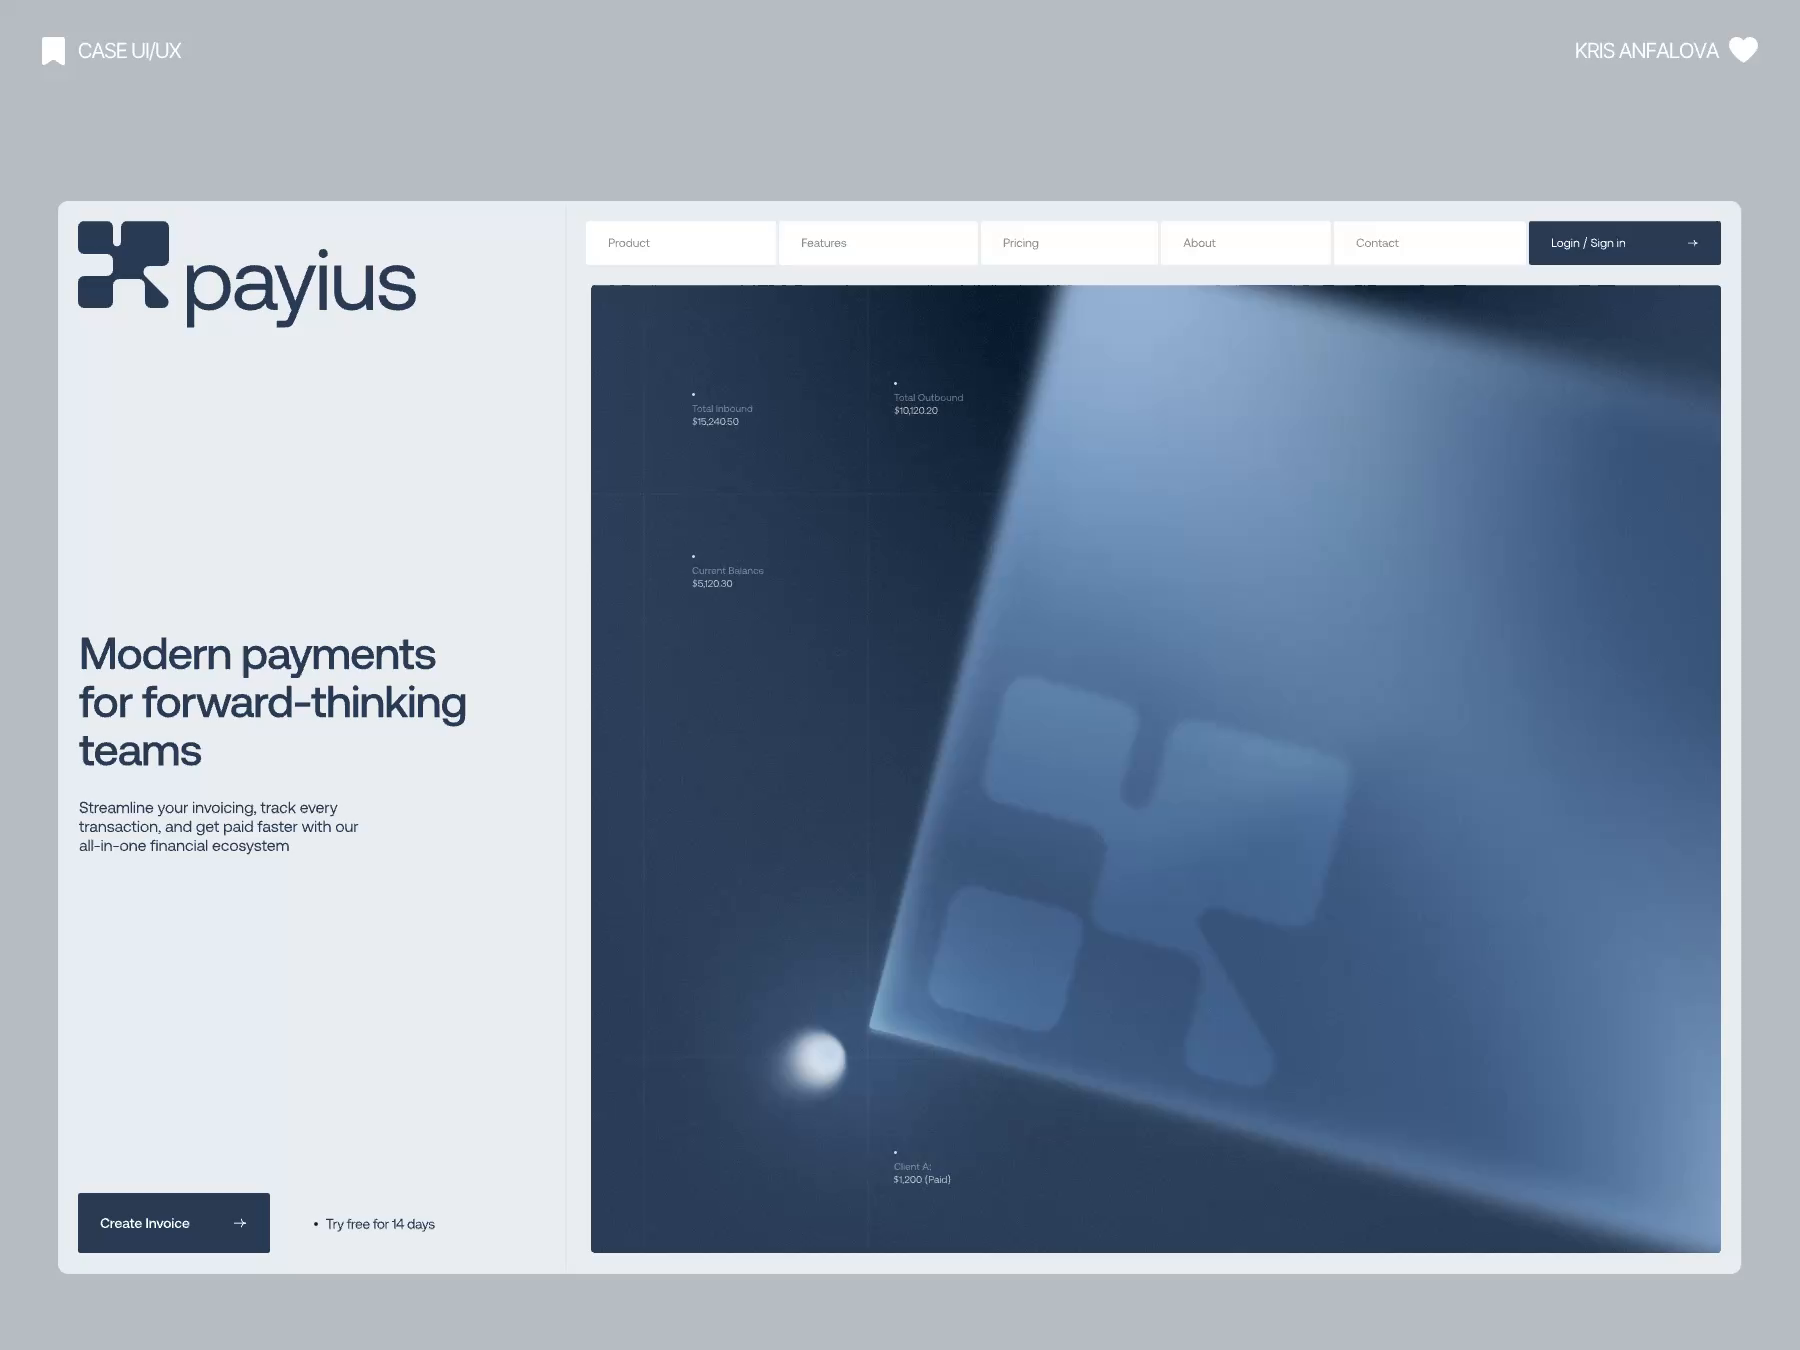 CASE UI/UX
KRIS ANFALOVA
payius
Product
Features
Pricing
About
Contact
Login / Sign in
Modern payments
for forward-thinking
teams
Streamline your invoicing, track every
transaction, and get paid faster with our
all-in-one financial ecosystem
Create Invoice
• Try free for 14 days
Total Inbound
$15,240.50
Total Outbound
$10,120.20
Current Balance
$5,120.30
Client A:
$1,200 (Paid)